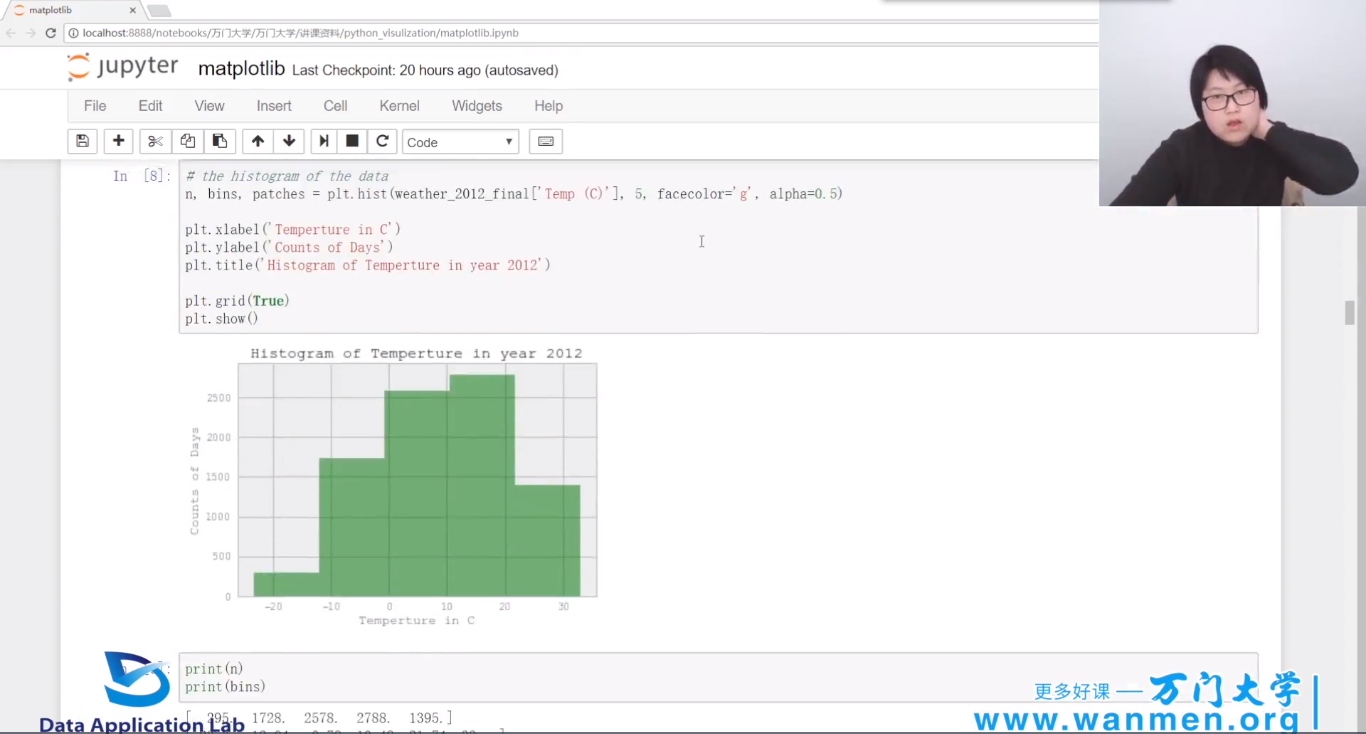 matplotlib
localhost:8888/notebooks/万门大学/万门大学/讲课资料/python_visulization/matplotlib.ipynb
jupyter matplotlib Last Checkpoint: 20 hours ago (autosaved)
File Edit View Insert Cell Kernel Widgets Help
Code
In [8]: # the histogram of the data
n, bins, patches = plt.hist(weather_2012_final['Temp (C)'], 5, facecolor='g', alpha=0.5)
plt.xlabel('Temperture in C')
plt.ylabel('Counts of Days')
plt.title('Histogram of Temperture in year 2012')
plt.grid(True)
plt.show()
Histogram of Temperture in year 2012
Counts of Days
2500
2000
1500
1000
500
0
-20 -10 0 10 20 30
Temperture in C
print(n)
print(bins)
[ 295. 1728. 2578. 2788. 1395.]
Data Application Lab
更多好课 — 万门大学
www.wanmen.org